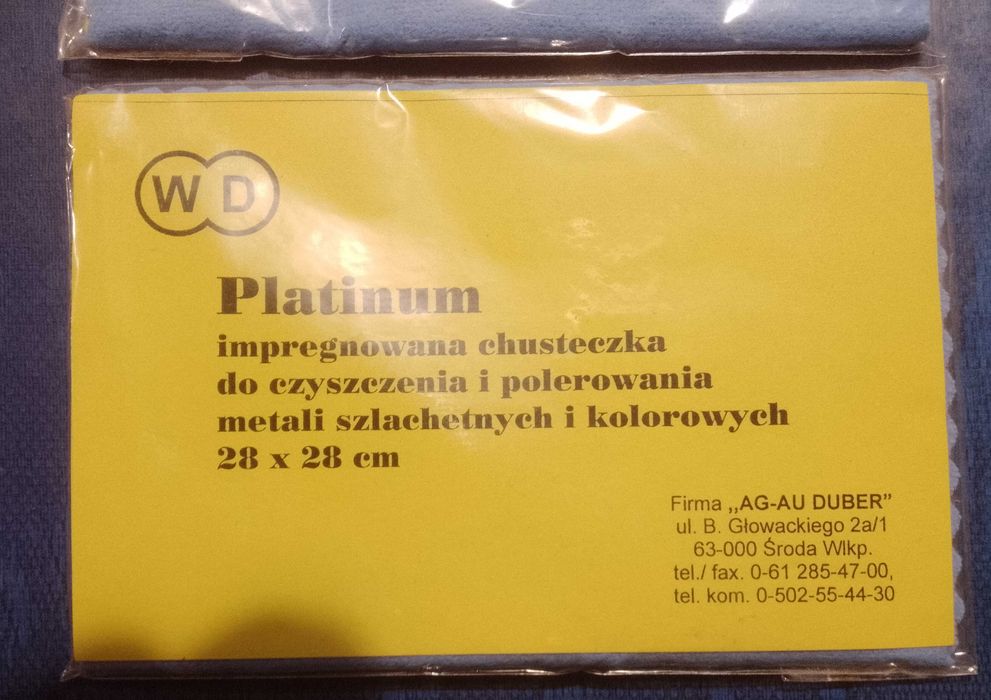 WD
Platinum
impregnowana chusteczka
do czyszczenia i polerowania
metali szlachetnych i kolorowych
28 x 28 cm
Firma ,,AG-AU DUBER”
ul. B. Głowackiego 2a/1
63-000 Środa Wlkp.
tel./ fax. 0-61 285-47-00,
tel. kom. 0-502-55-44-30